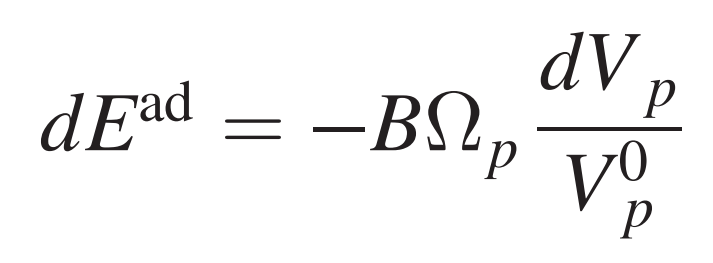 dE^ad = −BΩ_p dV_p / V_p^0